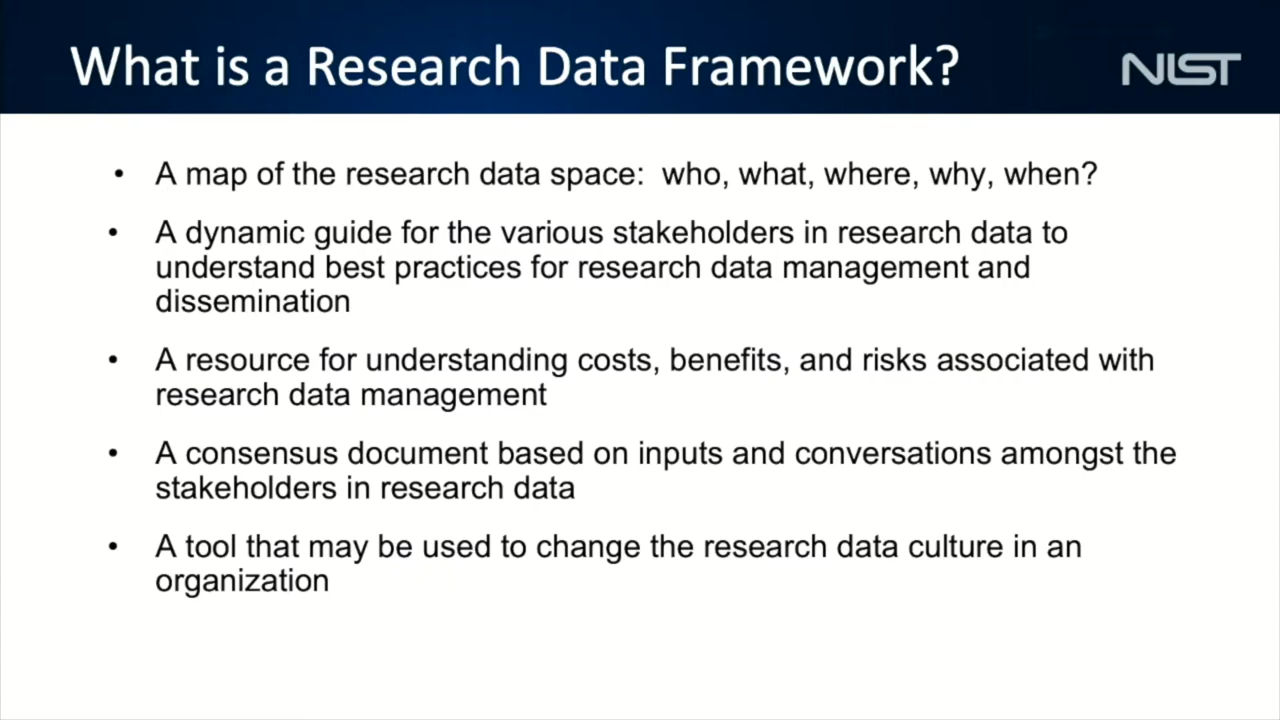 What is a Research Data Framework?
NIST
• A map of the research data space:  who, what, where, why, when?
• A dynamic guide for the various stakeholders in research data to
understand best practices for research data management and
dissemination
• A resource for understanding costs, benefits, and risks associated with
research data management
• A consensus document based on inputs and conversations amongst the
stakeholders in research data
• A tool that may be used to change the research data culture in an
organization